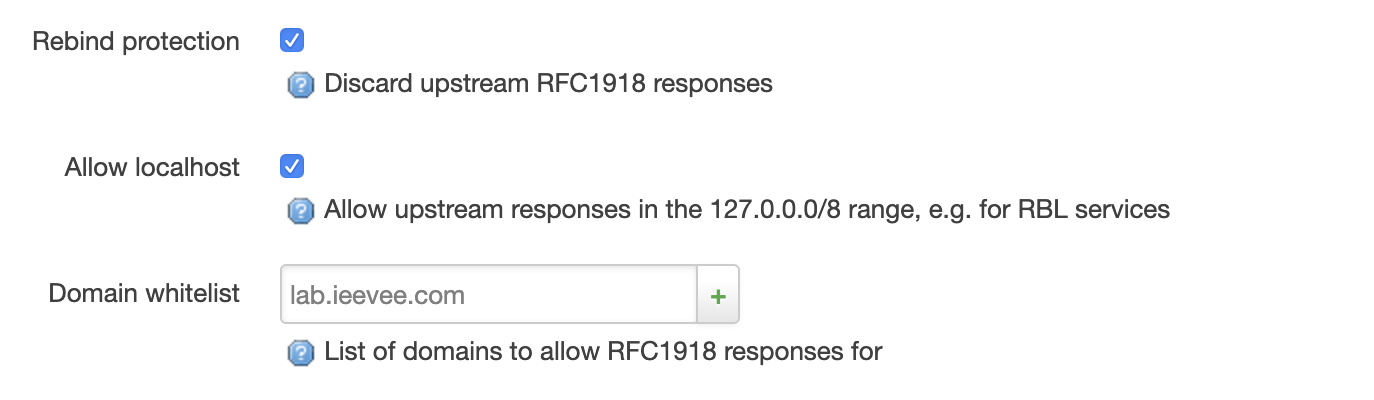 Rebind protection
Discard upstream RFC1918 responses
Allow localhost
Allow upstream responses in the 127.0.0.0/8 range, e.g. for RBL services
Domain whitelist
lab.ieevee.com
List of domains to allow RFC1918 responses for